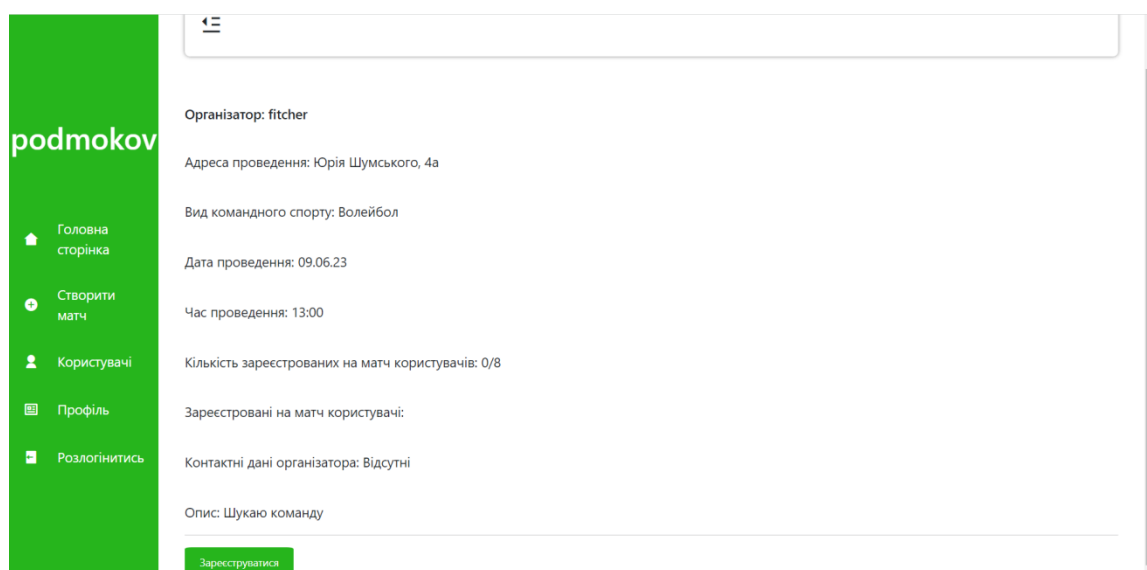 podmokov
Головна
сторінка
Створити
матч
Користувачі
Профіль
Розлогінитись
Організатор: fitcher
Адреса проведення: Юрія Шумського, 4а
Вид командного спорту: Волейбол
Дата проведення: 09.06.23
Час проведення: 13:00
Кількість зареєстрованих на матч користувачів: 0/8
Зареєстровані на матч користувачі:
Контактні дані організатора: Відсутні
Опис: Шукаю команду
Зареєструватися